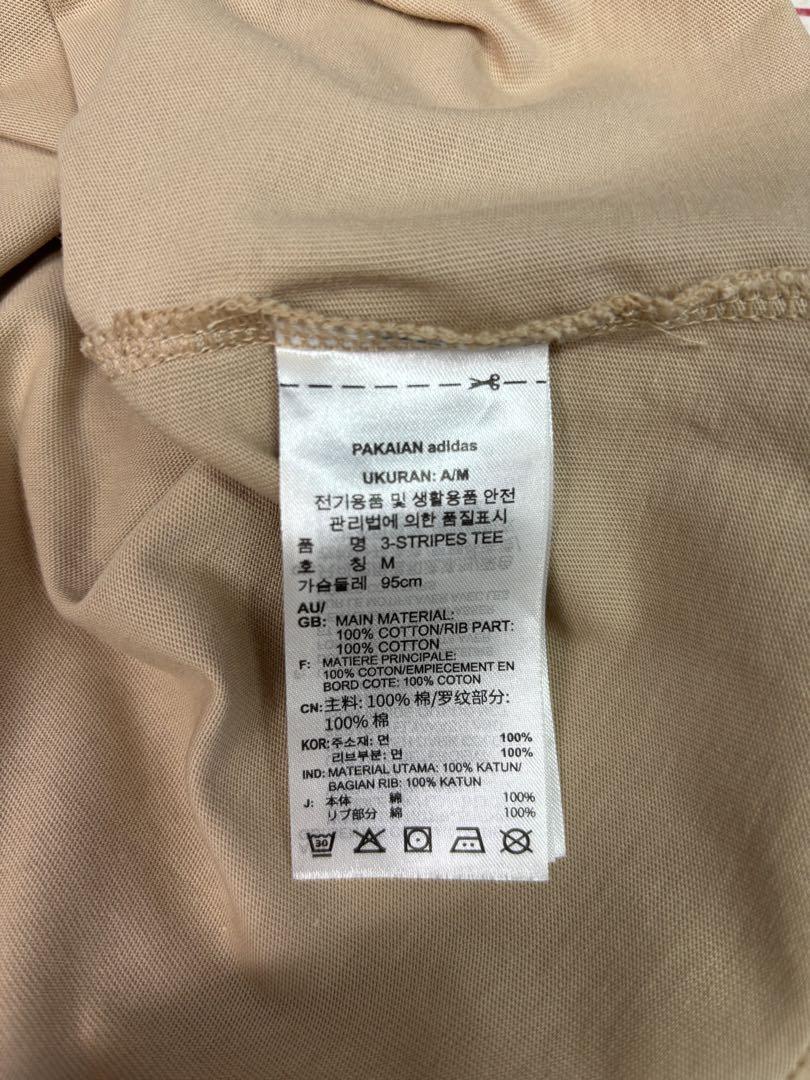 PAKAIAN adidas
UKURAN: A/M
전기용품 및 생활용품 안전
관리법에 의한 품질표시
품 명 3-STRIPES TEE
호 칭 M
가슴둘레 95cm
AU/
GB: MAIN MATERIAL:
100% COTTON/RIB PART:
100% COTTON
F: MATIERE PRINCIPALE:
100% COTON/EMPIECEMENT EN
BORD COTE: 100% COTON
CN: 主料: 100% 棉/罗纹部分:
100% 棉
KOR: 주소재: 면 100%
리브부분: 면 100%
IND: MATERIAL UTAMA: 100% KATUN/
BAGIAN RIB: 100% KATUN
J: 本体 綿 100%
リブ部分 綿 100%
30